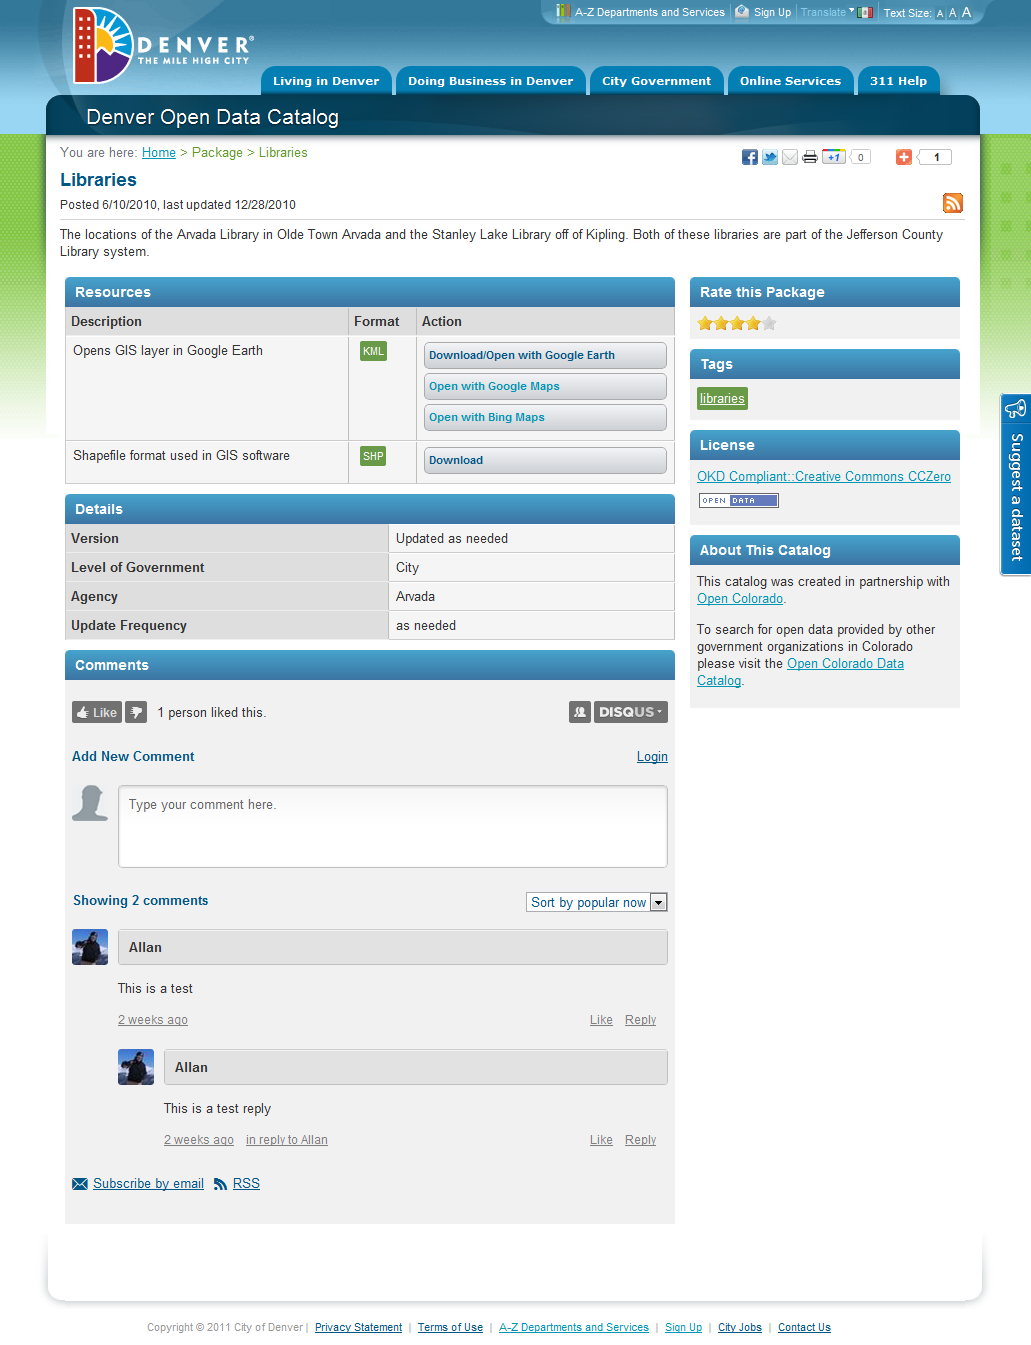 A-Z Departments and Services Sign Up Translate Text Size: A A A
DENVER®
THE MILE HIGH CITY
Living in Denver Doing Business in Denver City Government Online Services 311 Help
Denver Open Data Catalog
You are here: Home > Package > Libraries
+1 0 1
Libraries
Posted 6/10/2010, last updated 12/28/2010
The locations of the Arvada Library in Olde Town Arvada and the Stanley Lake Library off of Kipling. Both of these libraries are part of the Jefferson County
Library system.
Resources
Description Format Action
Opens GIS layer in Google Earth KML Download/Open with Google Earth
Open with Google Maps
Open with Bing Maps
Shapefile format used in GIS software SHP Download
Details
Version Updated as needed
Level of Government City
Agency Arvada
Update Frequency as needed
Comments
Like 1 person liked this. DISQUS
Add New Comment Login
Type your comment here.
Showing 2 comments Sort by popular now
Allan
This is a test
2 weeks ago Like Reply
Allan
This is a test reply
2 weeks ago in reply to Allan Like Reply
Subscribe by email RSS
Rate this Package
Tags
libraries
License
OKD Compliant::Creative Commons CCZero
OPEN DATA
About This Catalog
This catalog was created in partnership with
Open Colorado.
To search for open data provided by other
government organizations in Colorado
please visit the Open Colorado Data
Catalog.
Suggest a dataset
Copyright © 2011 City of Denver | Privacy Statement | Terms of Use | A-Z Departments and Services | Sign Up | City Jobs | Contact Us